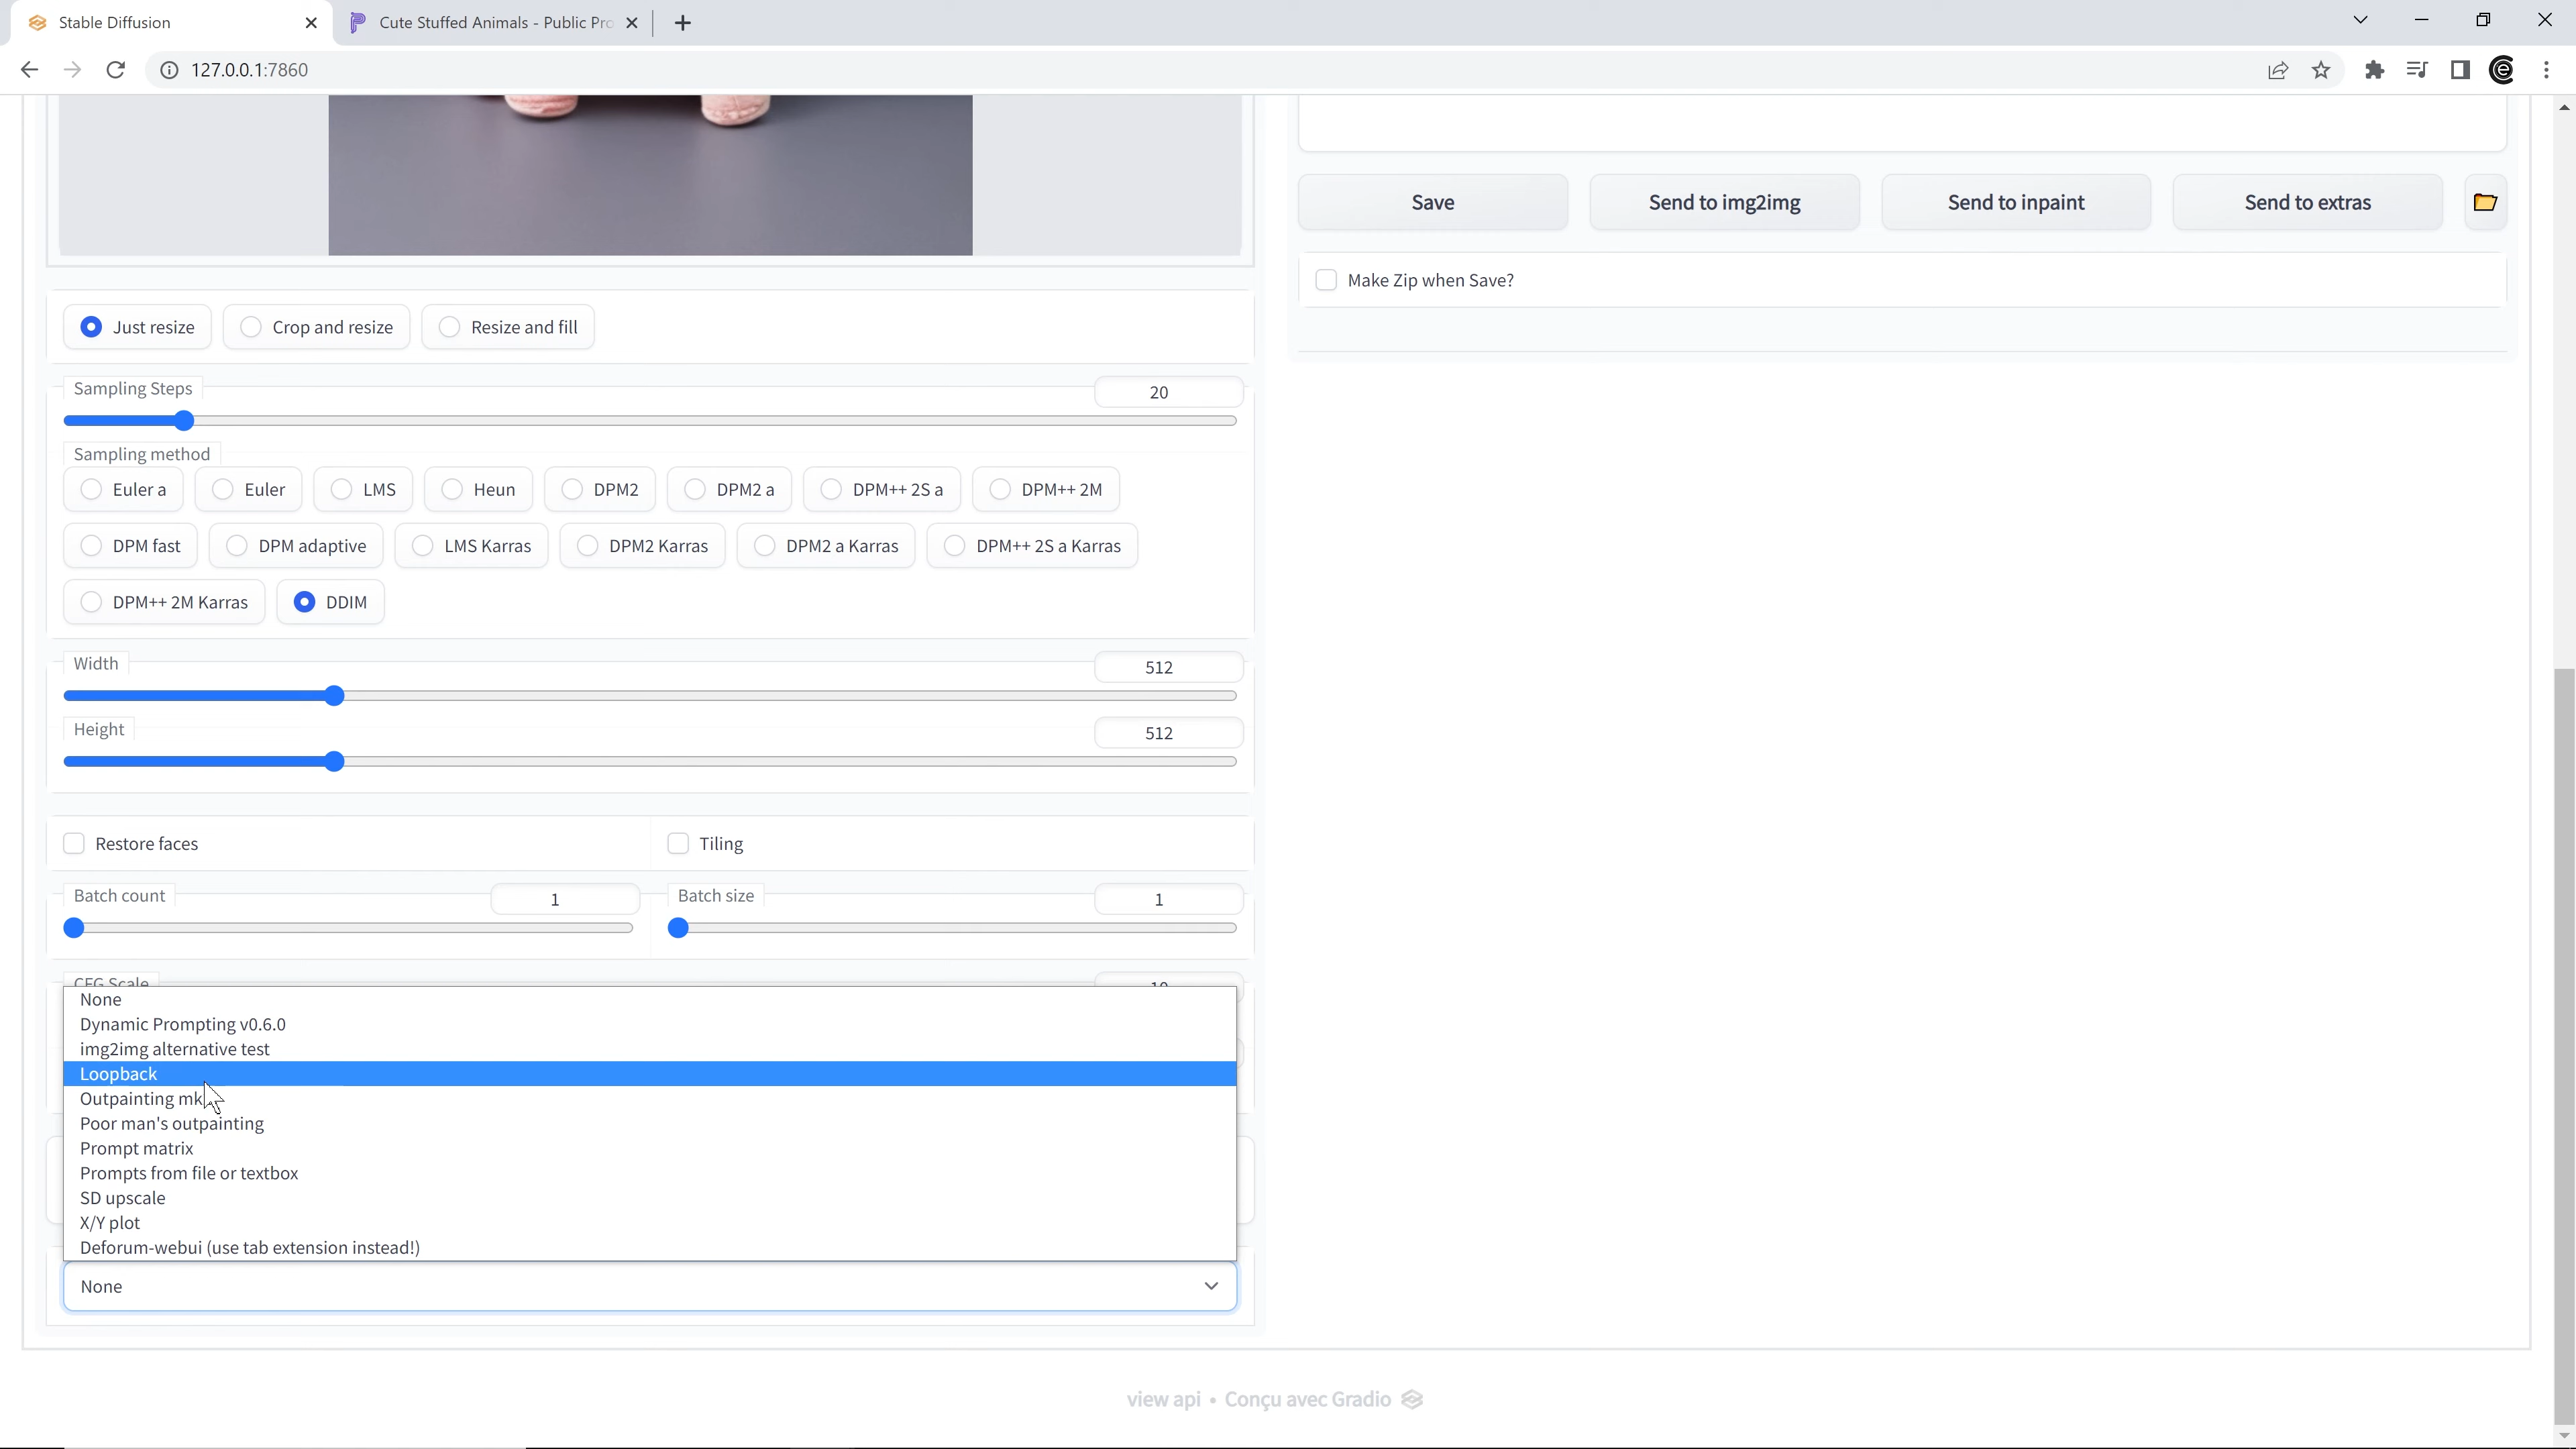 Stable Diffusion
Cute Stuffed Animals - Public Pro
127.0.0.1:7860
Save
Send to img2img
Send to inpaint
Send to extras
Make Zip when Save?
Just resize
Crop and resize
Resize and fill
Sampling Steps
20
Sampling method
Euler a
Euler
LMS
Heun
DPM2
DPM2 a
DPM++ 2S a
DPM++ 2M
DPM fast
DPM adaptive
LMS Karras
DPM2 Karras
DPM2 a Karras
DPM++ 2S a Karras
DPM++ 2M Karras
DDIM
Width
512
Height
512
Restore faces
Tiling
Batch count
1
Batch size
1
CFG Scale
10
None
Dynamic Prompting v0.6.0
img2img alternative test
Loopback
Outpainting mk
Poor man's outpainting
Prompt matrix
Prompts from file or textbox
SD upscale
X/Y plot
Deforum-webui (use tab extension instead!)
None
view api • Conçu avec Gradio